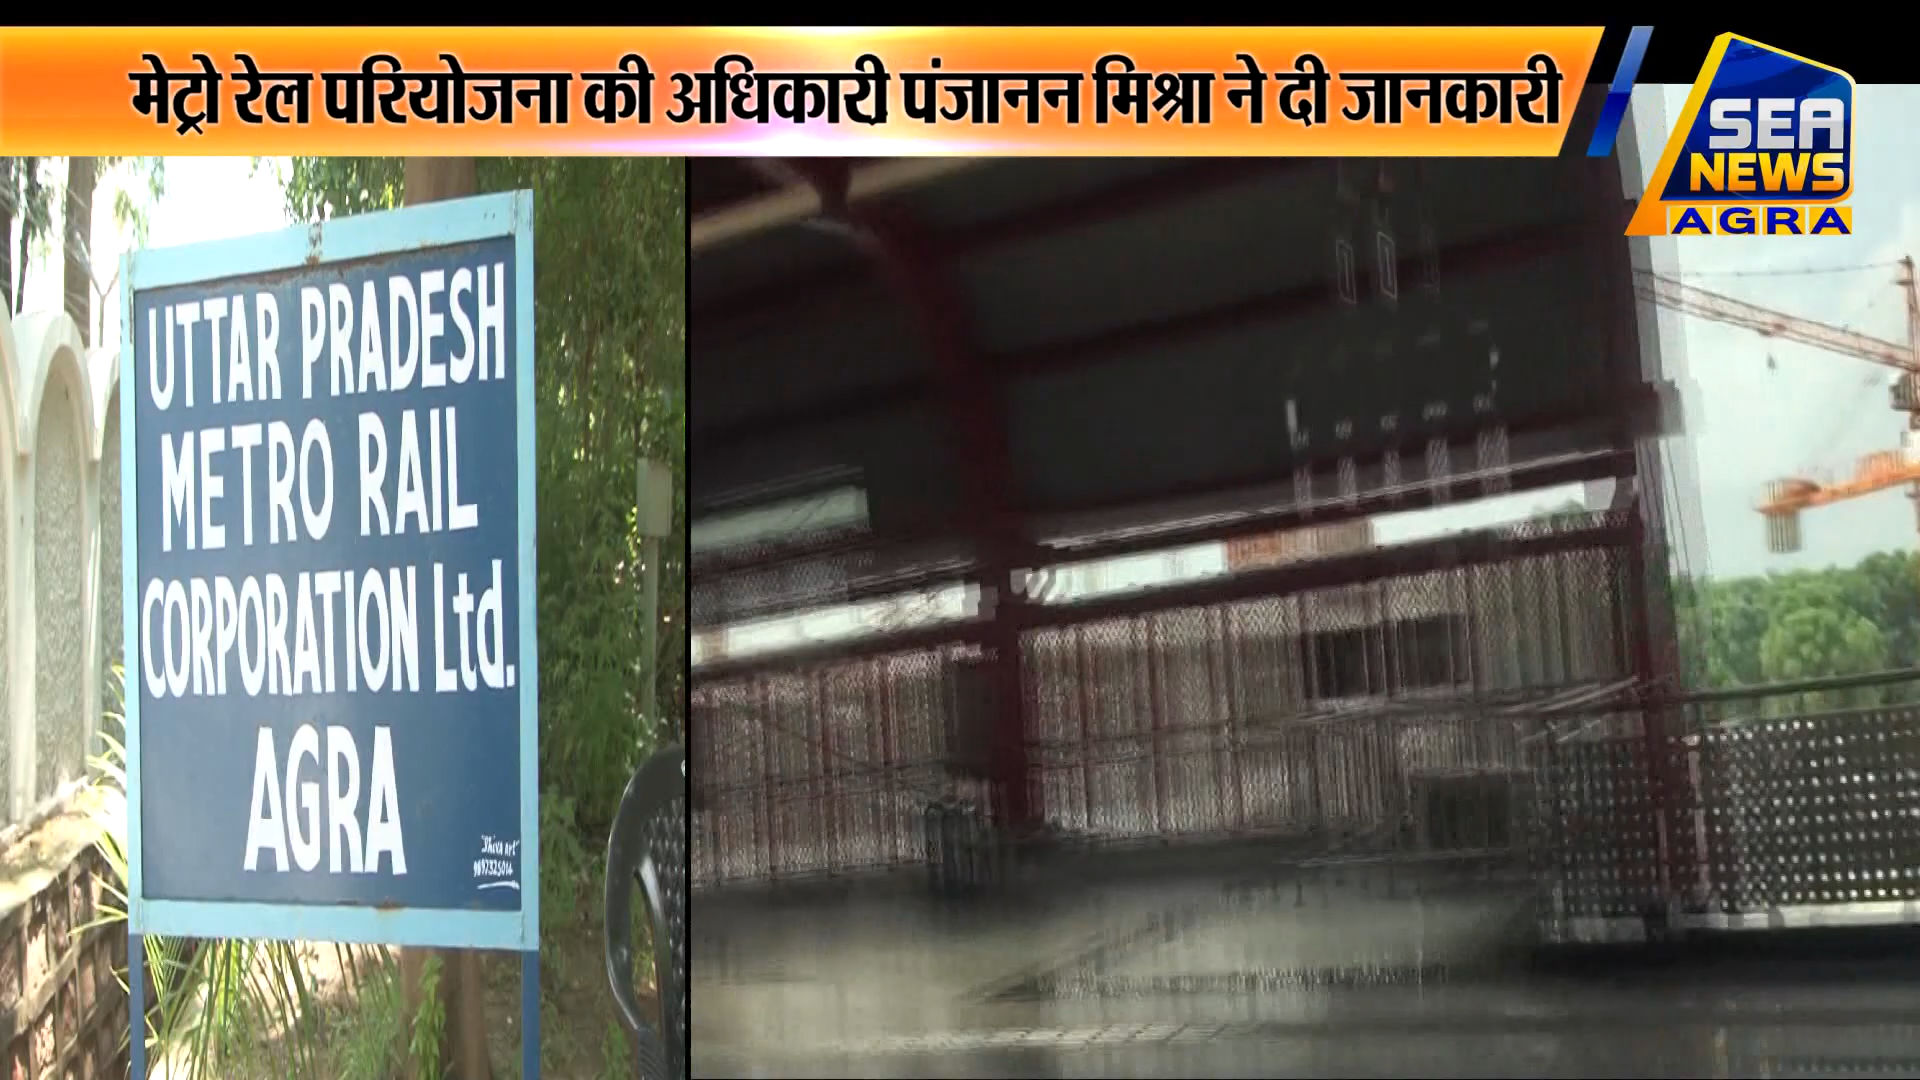 मेट्रो रेल परियोजना की अधिकारी पंजानन मिश्रा ने दी जानकारी
SEA
NEWS
AGRA
UTTAR PRADESH
METRO RAIL
CORPORATION Ltd.
AGRA